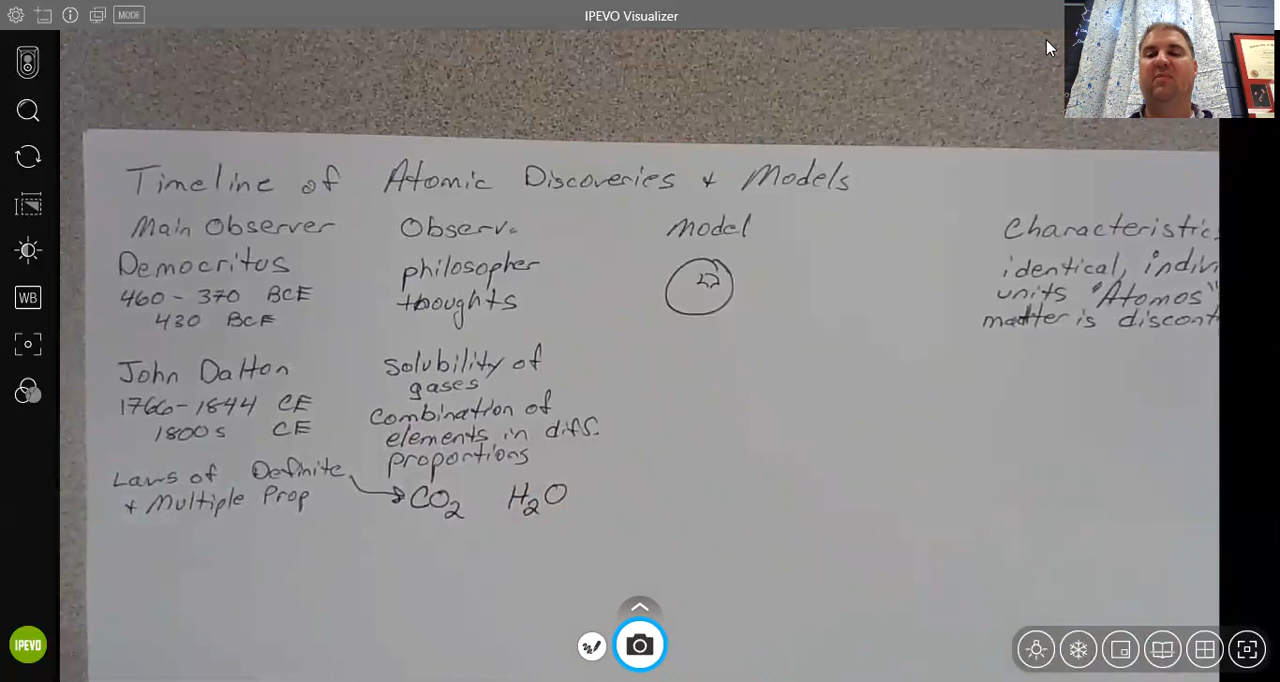 IPEVO Visualizer
MODE
WB
IPEVO
Timeline of Atomic Discoveries + Models
Main Observer Observ. Model Characteristics
Democritus philosopher identical, indivi
460 - 370 BCE thoughts units "Atomos"
430 BCE matter is discont
John Dalton solubility of
gases
1766-1844 CE combination of
1800s CE elements in diff.
proportions
Laws of Definite
+ Multiple Prop CO2 H2O